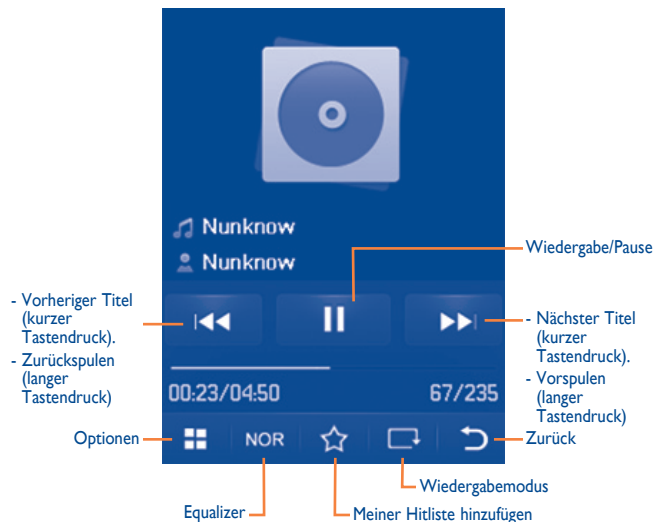 Nunknow
Nunknow
Wiedergabe/Pause
- Vorheriger Titel
(kurzer
Tastendruck).
- Zurückspulen
(langer
Tastendruck)
- Nächster Titel
(kurzer
Tastendruck).
- Vorspulen
(langer
Tastendruck)
00:23/04:50
67/235
Optionen
NOR
Zurück
Wiedergabemodus
Equalizer
Meiner Hitliste hinzufügen